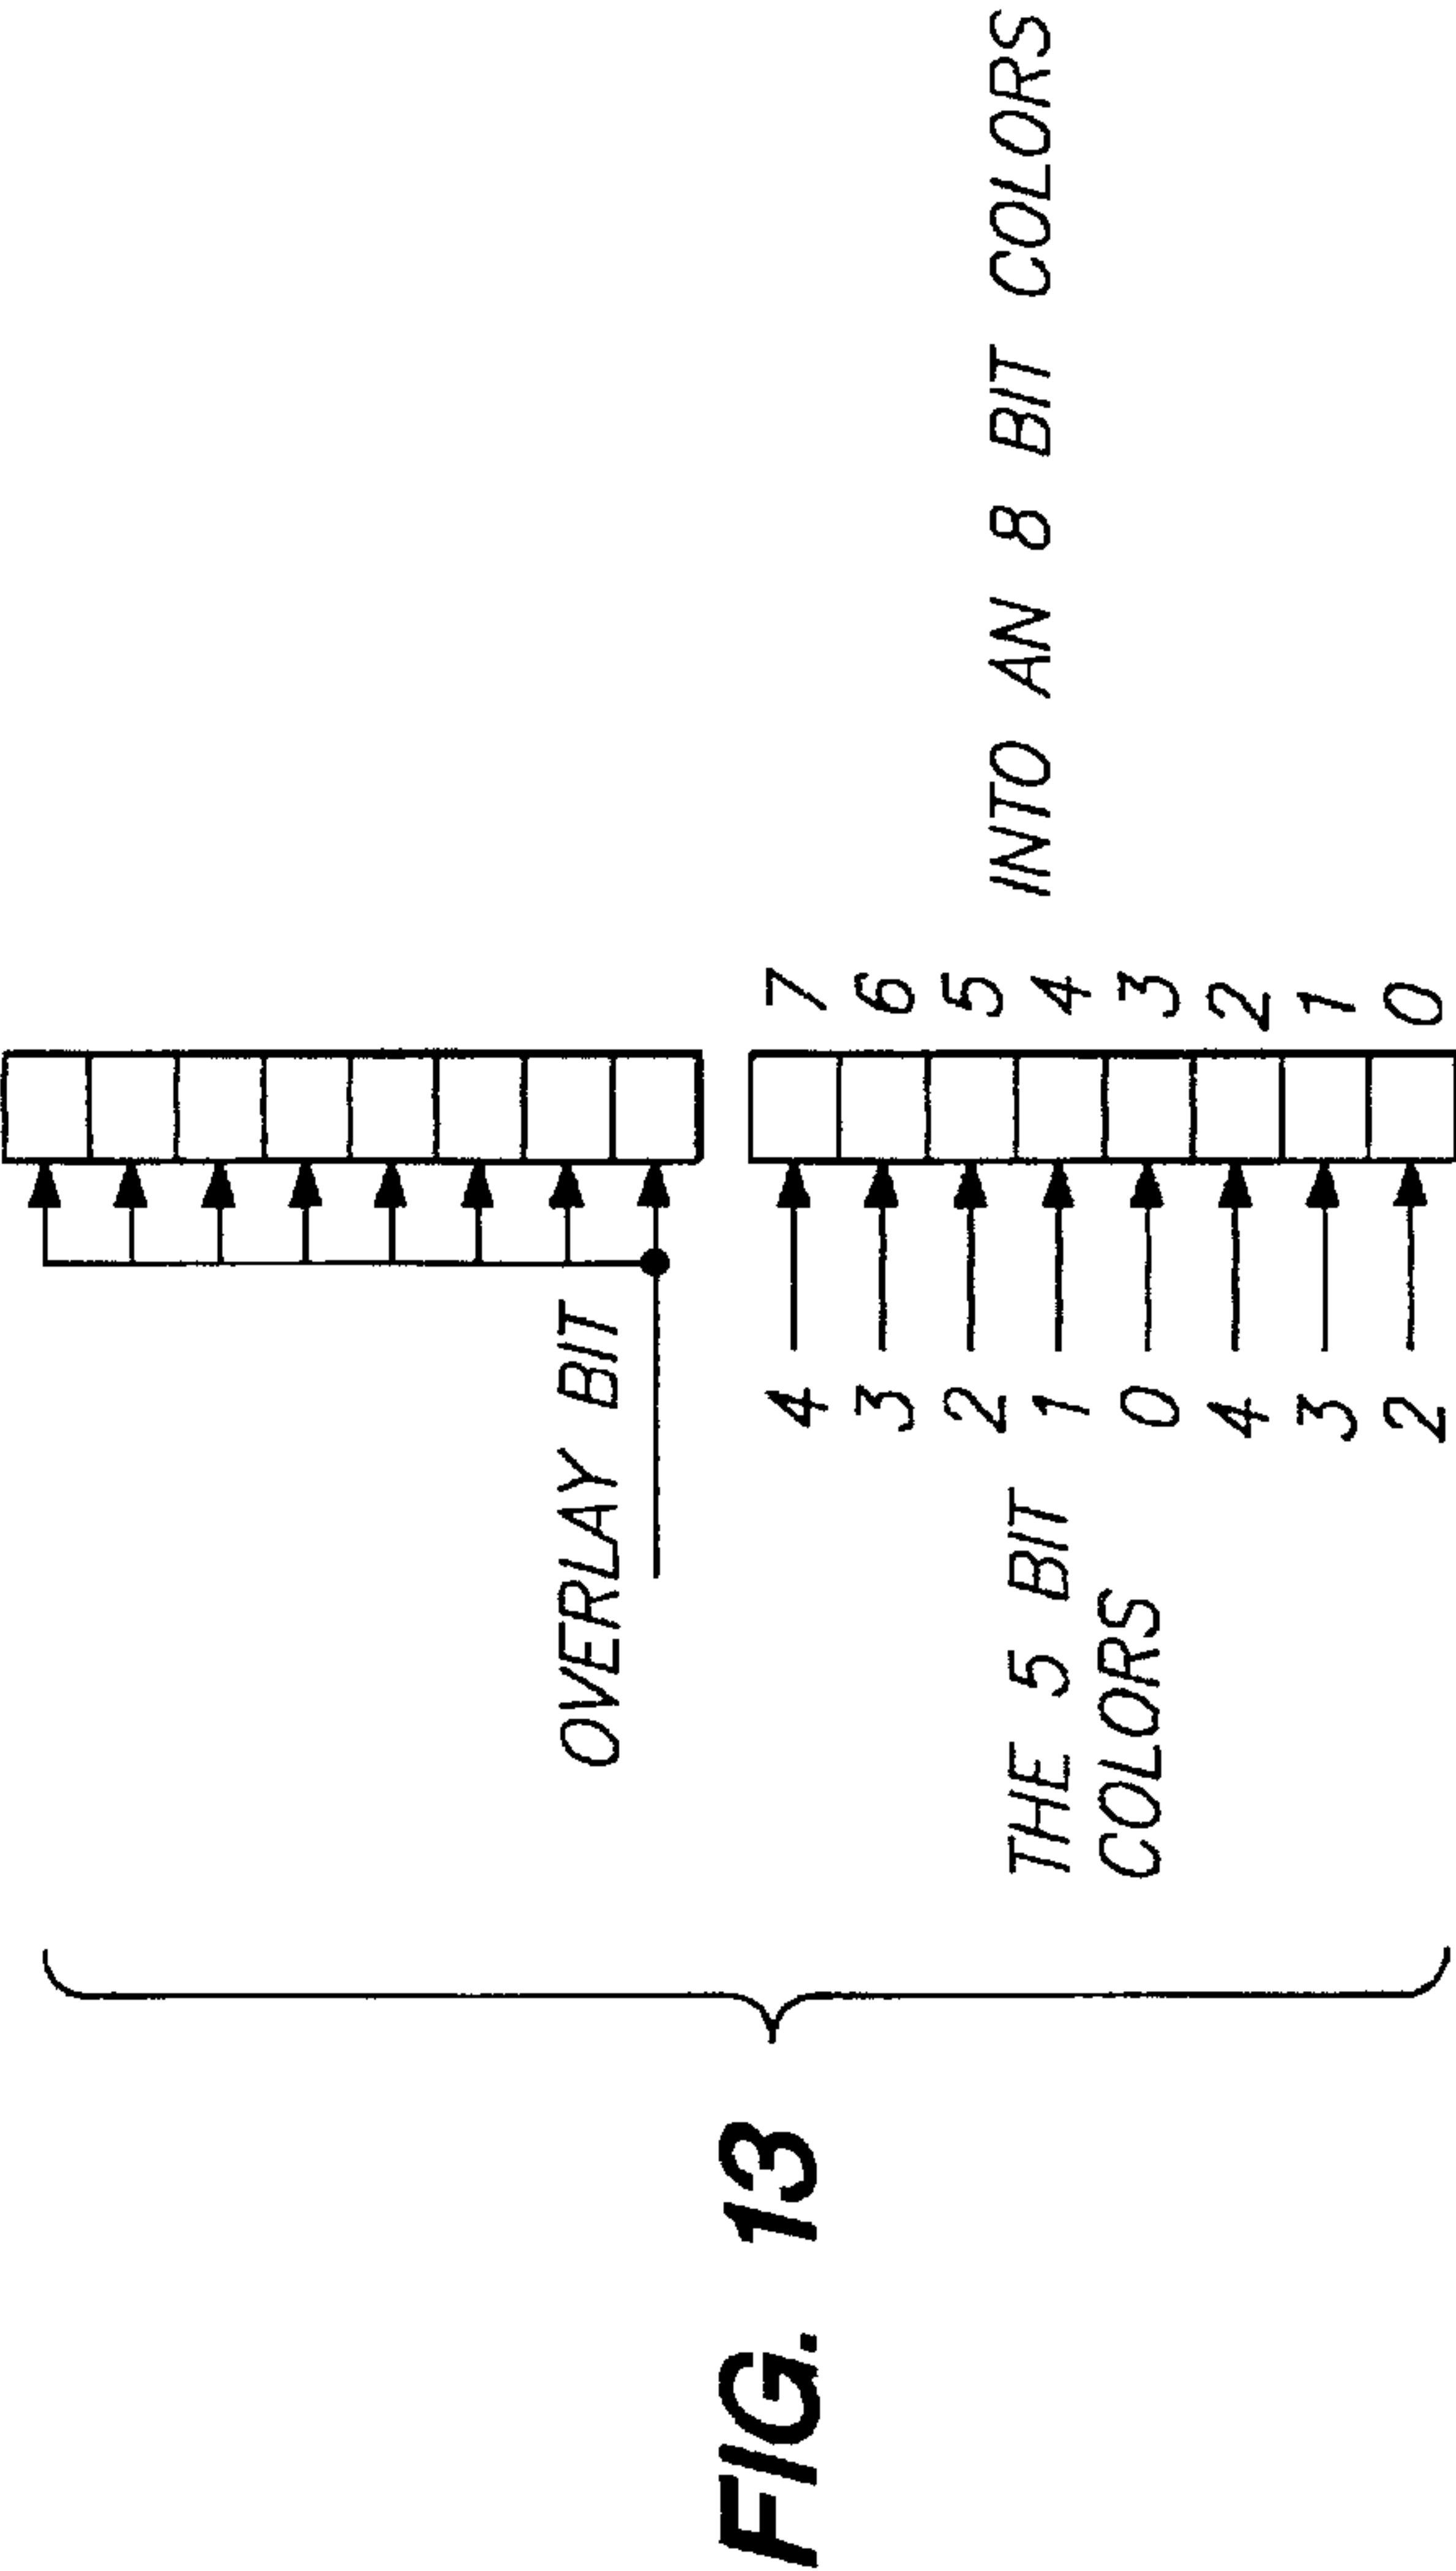 OVERLAY BIT
FIG. 13
4 7
3 6
2 5
THE 5 BIT
COLORS
INTO AN 8 BIT COLORS
1 4
0 3
4 2
3 1
2 0